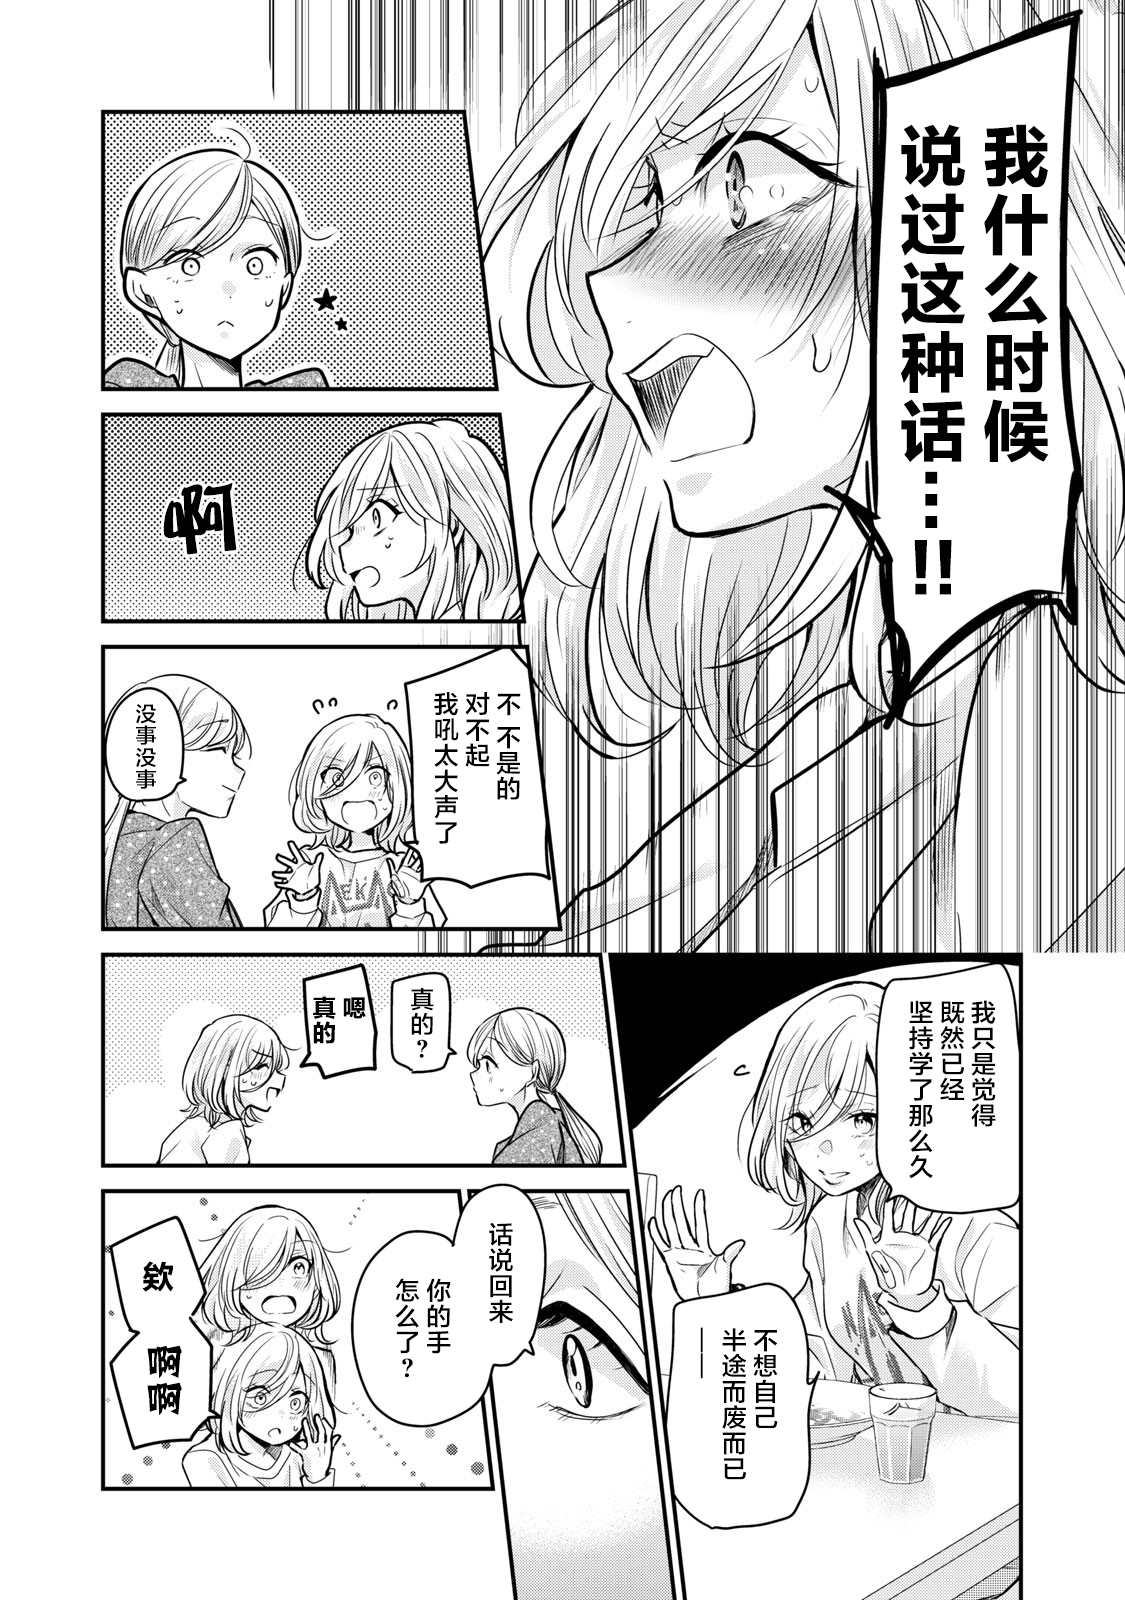 我什么时候
说过这种话…!!
啊
不 不是的
对不起
我吼太大声了
没事没事
NEKA
我只是觉得
既然已经
坚持学了那么久
不想自己
半途而废而已
——
真的?
嗯
真的
话说回来
你的手
怎么了?
欸
啊啊